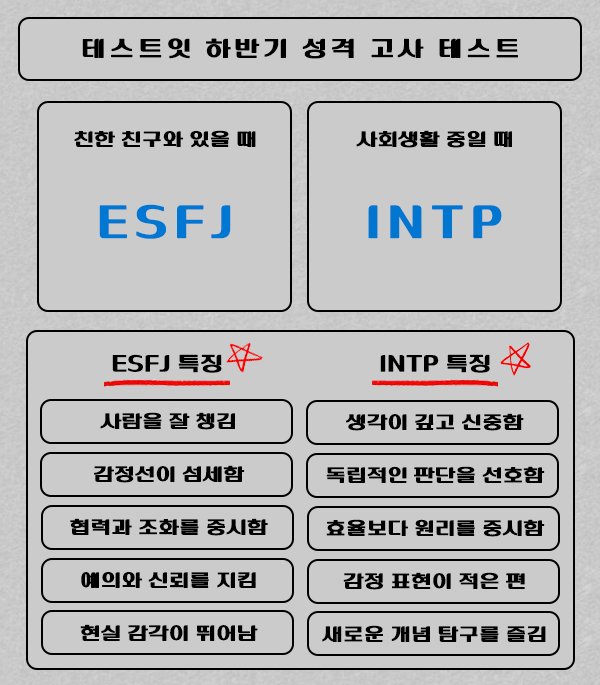 테스트잇 하반기 성격 고사 테스트
친한 친구와 있을 때
ESFJ
사회생활 중일 때
INTP
ESFJ 특징
사람을 잘 챙김
감정선이 섬세함
협력과 조화를 중시함
예의와 신뢰를 지킴
현실 감각이 뛰어남
INTP 특징
생각이 깊고 신중함
독립적인 판단을 선호함
효율보다 원리를 중시함
감정 표현이 적은 편
새로운 개념 탐구를 즐김